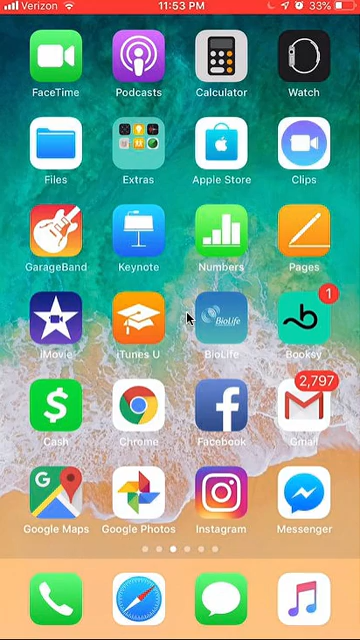 Verizon 11:53 PM 33%
FaceTime Podcasts Calculator Watch
Files Extras Apple Store Clips
GarageBand Keynote Numbers Pages
BioLife 1
iMovie iTunes U BioLife Booksy
$ 2,797
Cash Chrome Facebook Gmail
G
Google Maps Google Photos Instagram Messenger